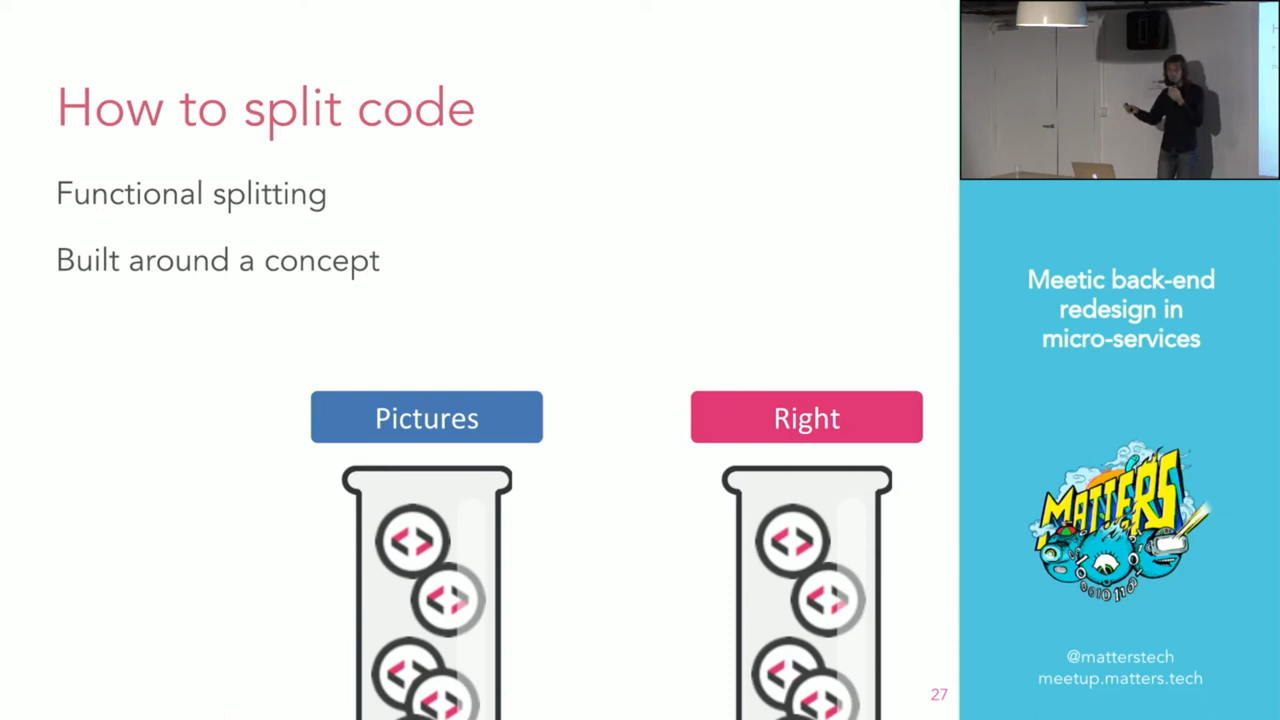 How to split code
Functional splitting
Built around a concept
Pictures
Right
27
Meetic back-end
redesign in
micro-services
MATTERS
@matterstech
meetup.matters.tech